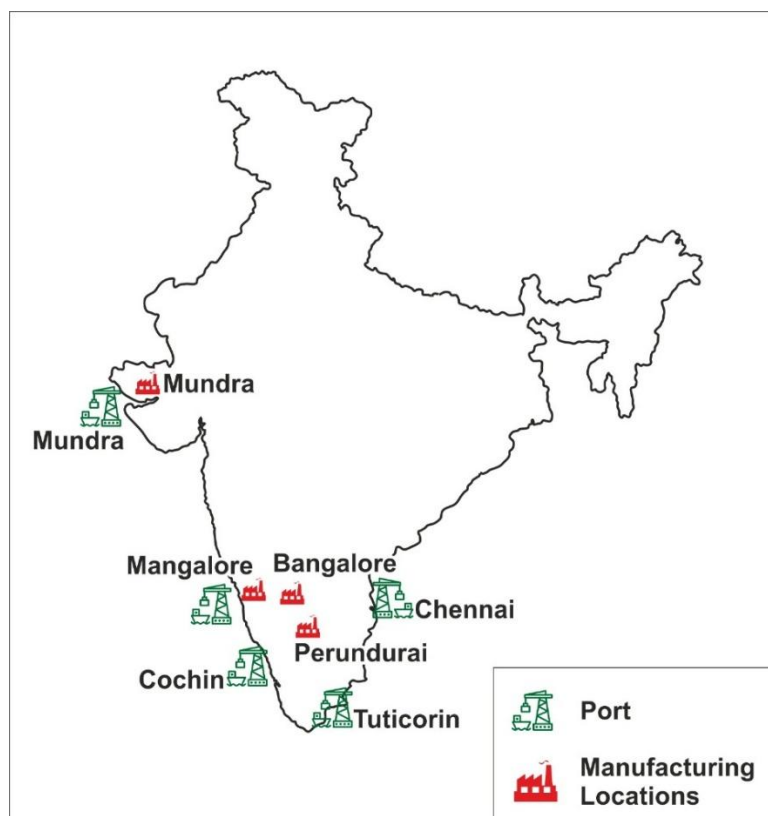 Mundra
Mundra
Mangalore
Bangalore
Chennai
Perundurai
Cochin
Tuticorin
Port
Manufacturing
Locations